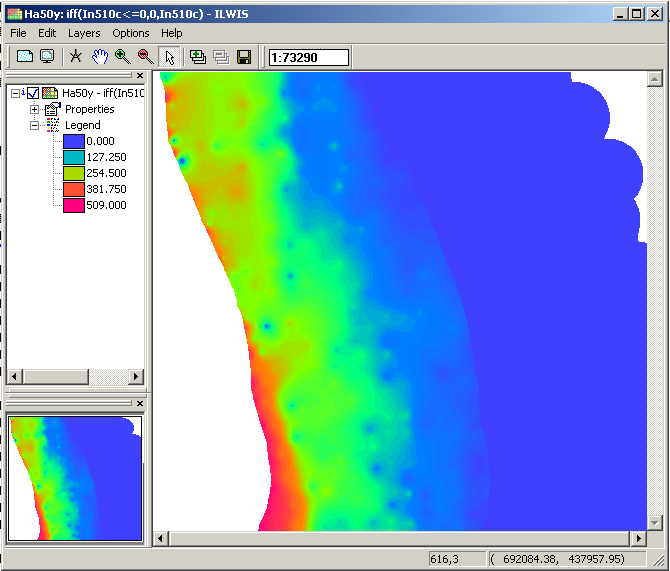 Ha50y: iff(In510c<=0,0,In510c) - ILWIS
File Edit Layers Options Help
1:73290
Ha50y - iff(In510
Properties
Legend
0.000
127.250
254.500
381.750
509.000
616,3 ( 692084.38, 437957.95)